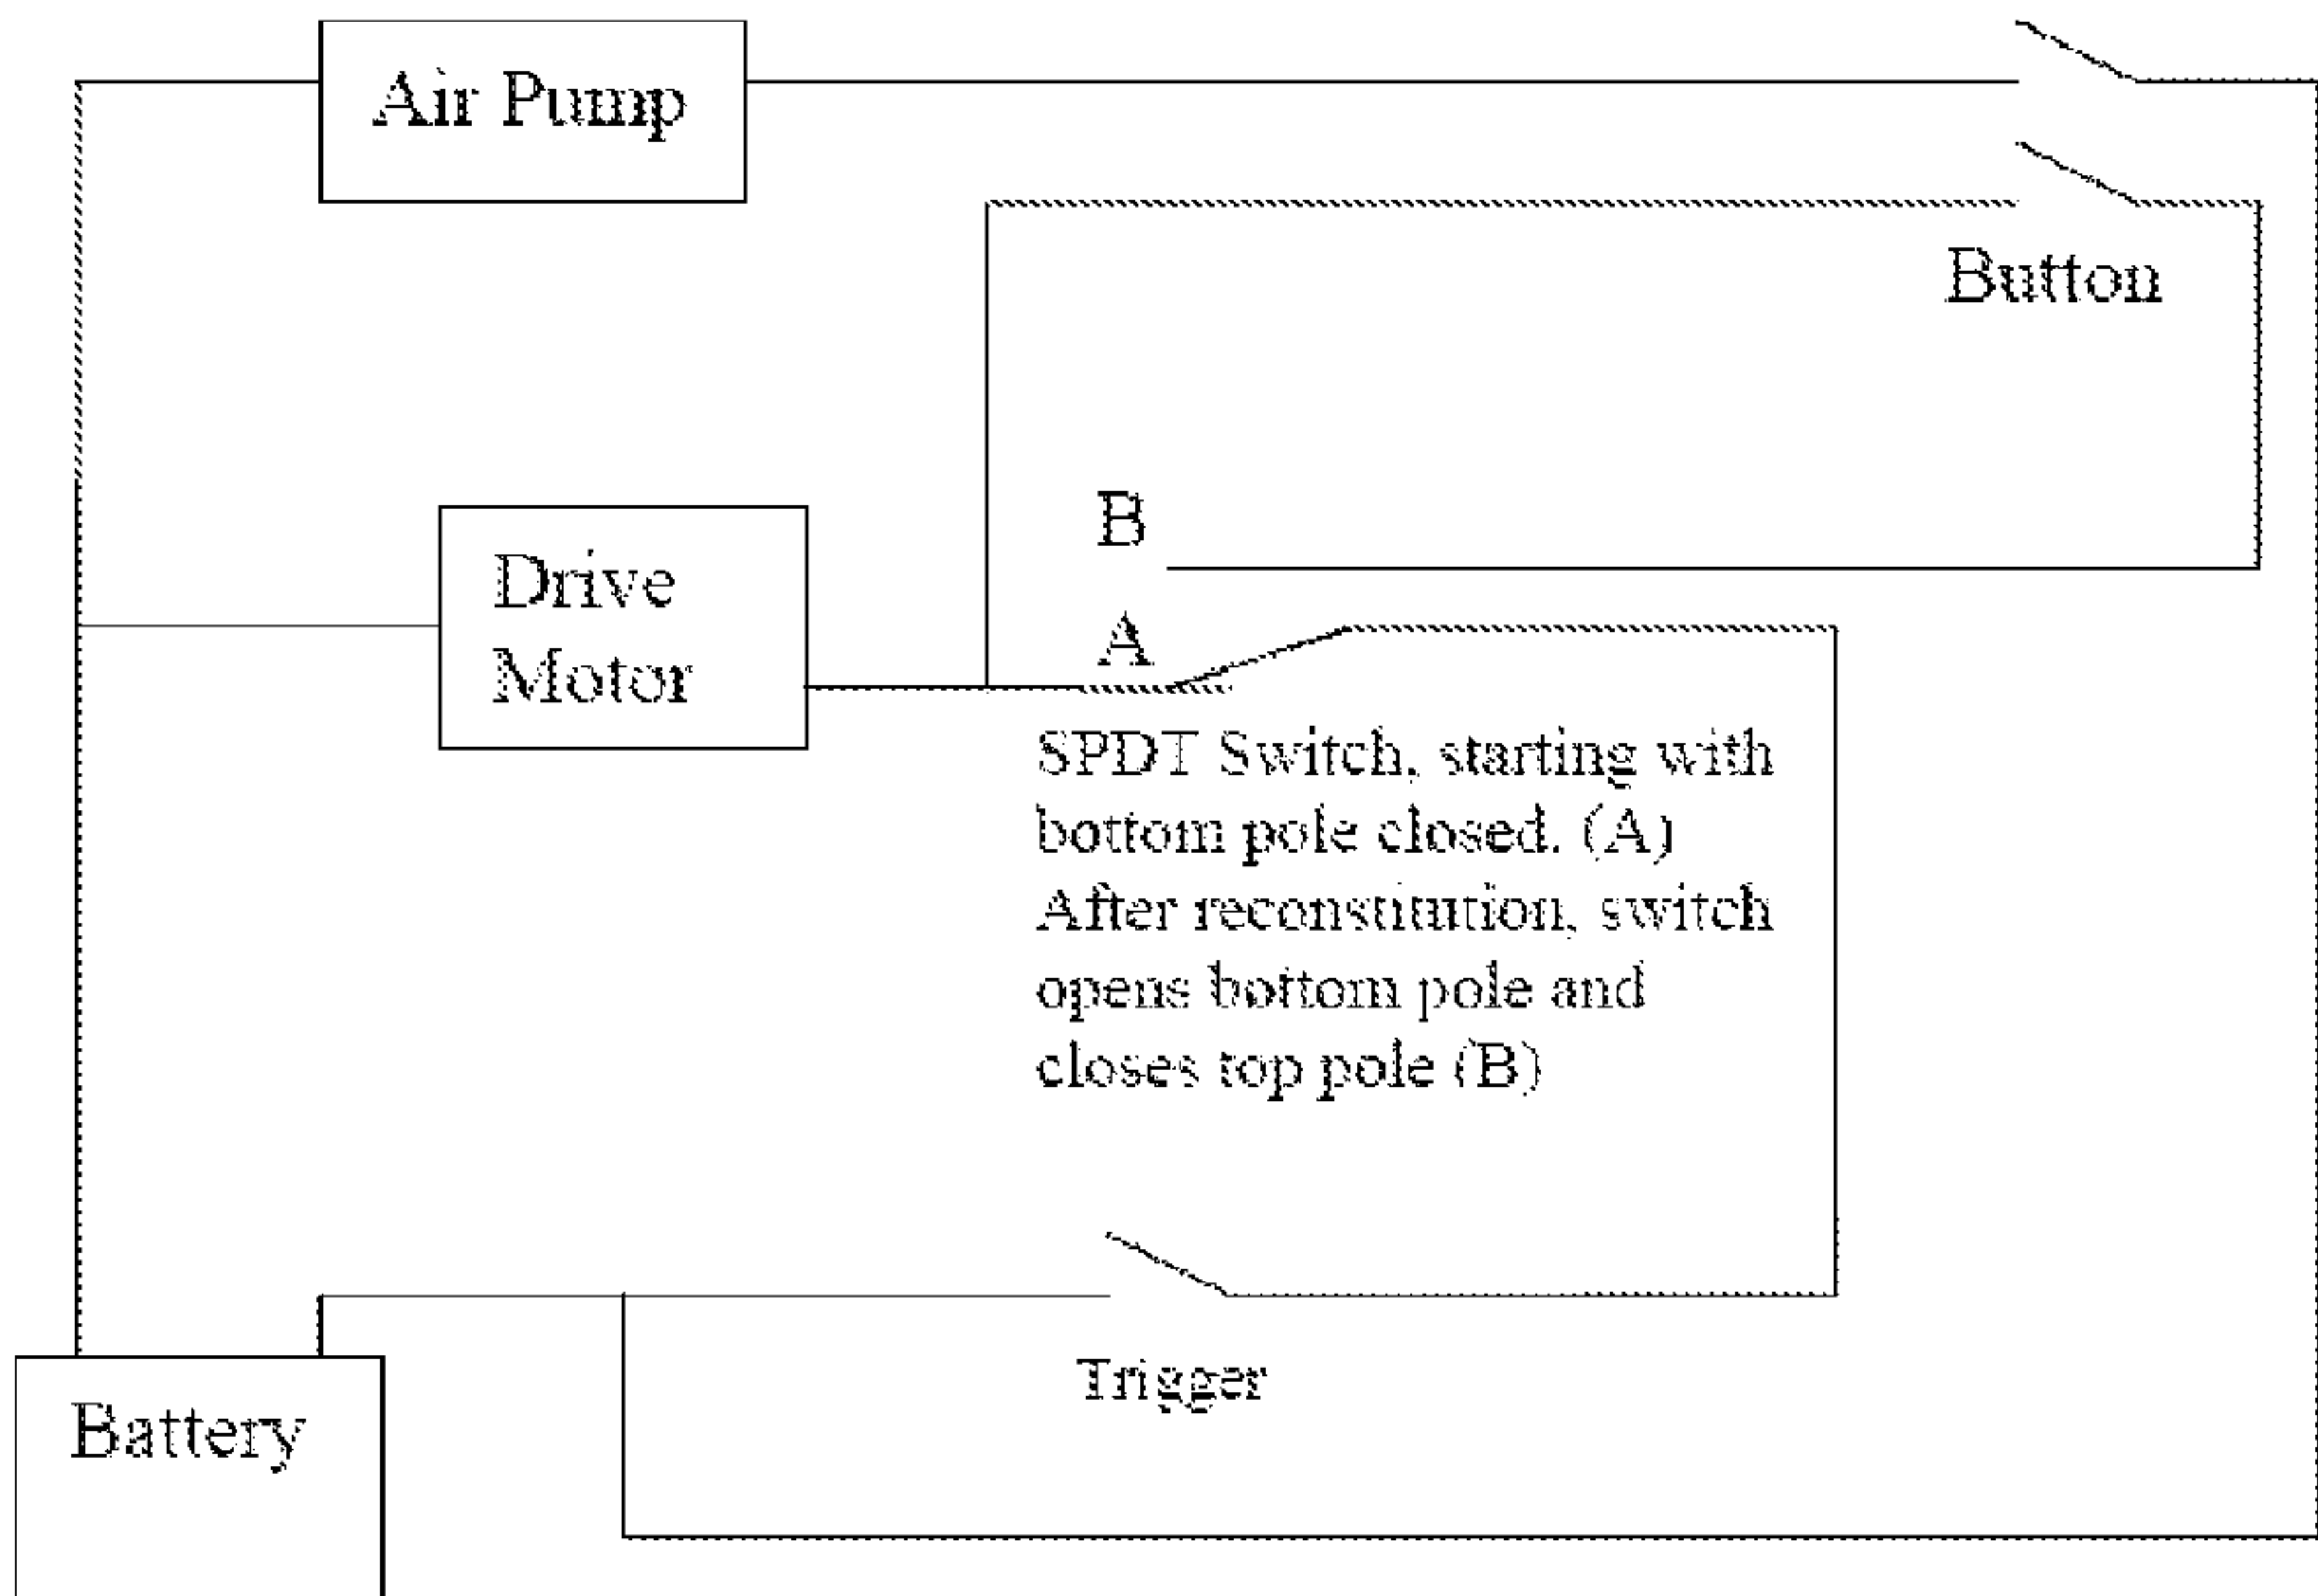 Air Pump
Button
B
Drive
Motor
A
SPDT Switch, starting with
bottom pole closed. (A)
After reconstitution, switch
opens bottom pole and
closes top pole (B)
Trigger
Battery